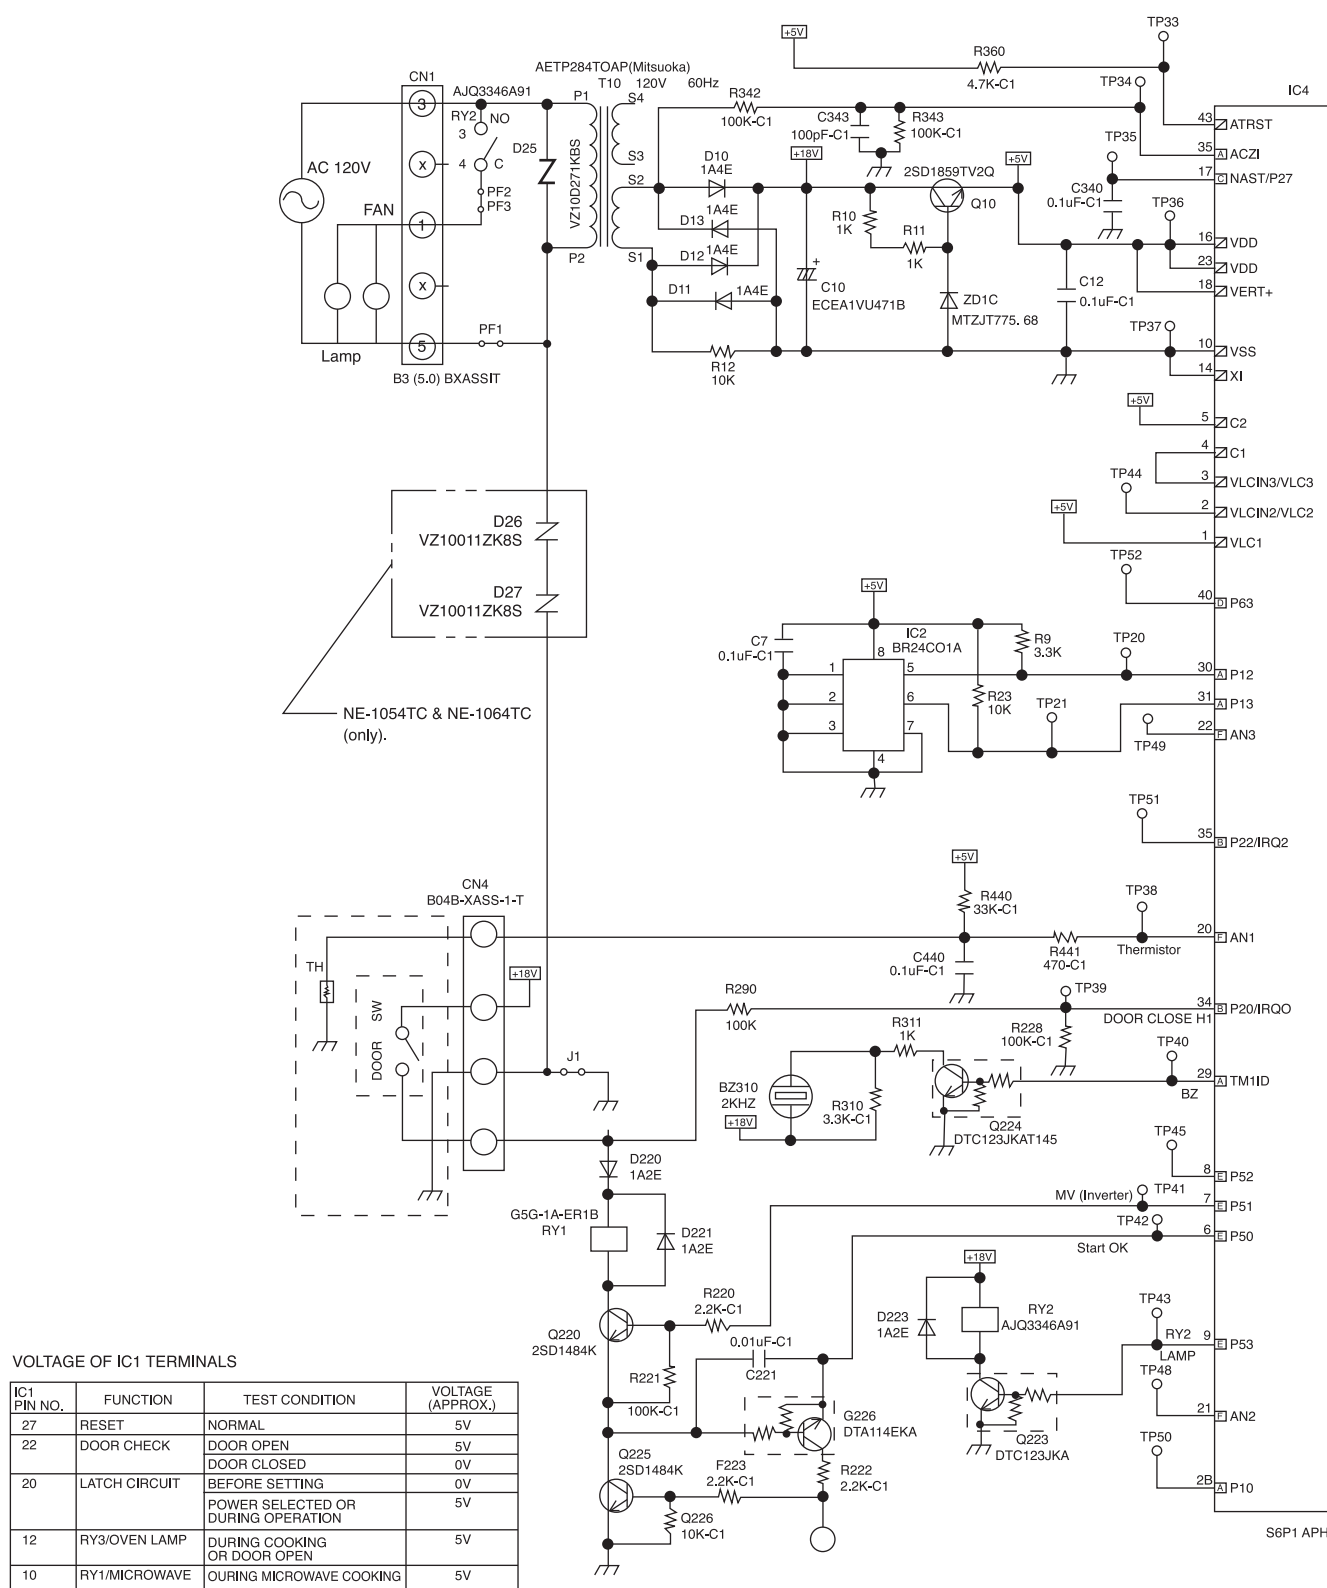 TP33
+5V
R360
4.7K-C1
TP34
IC4
AETP284TOAP(Mitsuoka)
T10 120V 60Hz
CN1
AJQ3346A91
P1
S4
R342
100K-C1
C343
100pF-C1
R343
100K-C1
43 ATRST
TP35
35 A ACZI
3
RY2
NO
3
D25
VZ10D271KBS
S3
+18V
17 C NAST/P27
AC 120V
x
4
C
D10
1A4E
2SD1859TV2Q
+5V
C340
0.1uF-C1
S2
PF2
PF3
Q10
TP36
FAN
1
D13
1A4E
R10
1K
R11
1K
16 VDD
P2
S1
D12
1A4E
23 VDD
x
D11
1A4E
+
C10
ECEA1VU471B
ZD1C
MTZJT775. 68
C12
0.1uF-C1
18 VERT+
TP37
PF1
5
10 VSS
Lamp
R12
10K
14 XI
B3 (5.0) BXASSIT
+5V
5 C2
4 C1
TP44
3 VLCIN3/VLC3
+5V
2 VLCIN2/VLC2
D26
VZ10011ZK8S
1 VLC1
TP52
D27
VZ10011ZK8S
+5V
40 D P63
C7
0.1uF-C1
IC2
BR24CO1A
R9
3.3K
TP20
8
1
5
30 A P12
2
6
R23
10K
TP21
31 A P13
3
7
TP49
22 F AN3
4
NE-1054TC & NE-1064TC
(only).
TP51
35 B P22/IRQ2
+5V
CN4
B04B-XASS-1-T
R440
33K-C1
TP38
20 F AN1
R441
470-C1
Thermistor
TH
+18V
C440
0.1uF-C1
R290
100K
TP39
34 B P20/IRQO
DOOR CLOSE H1
DOOR SW
R311
1K
R228
100K-C1
TP40
J1
BZ310
2KHZ
+18V
R310
3.3K-C1
29 A TM1ID
BZ
Q224
DTC123JKAT145
D220
1A2E
TP45
8 E P52
G5G-1A-ER1B
RY1
MV (Inverter)
TP41
7 E P51
D221
1A2E
TP42
6 E P50
Start OK
+18V
R220
2.2K-C1
D223
1A2E
RY2
AJQ3346A91
TP43
Q220
2SD1484K
0.01uF-C1
C221
RY2
9 E P53
LAMP
VOLTAGE OF IC1 TERMINALS
R221
100K-C1
TP48
IC1 PIN NO. FUNCTION TEST CONDITION VOLTAGE (APPROX.)
G226
DTA114EKA
21 F AN2
27 RESET NORMAL 5V
Q223
DTC123JKA
TP50
22 DOOR CHECK DOOR OPEN 5V
DOOR CLOSED 0V
Q225
2SD1484K
F223
2.2K-C1
R222
2.2K-C1
20 LATCH CIRCUIT BEFORE SETTING 0V
2B A P10
POWER SELECTED OR 5V
DURING OPERATION
Q226
10K-C1
12 RY3/OVEN LAMP DURING COOKING 5V
OR DOOR OPEN
S6P1 APH
10 RY1/MICROWAVE OURING MICROWAVE COOKING 5V